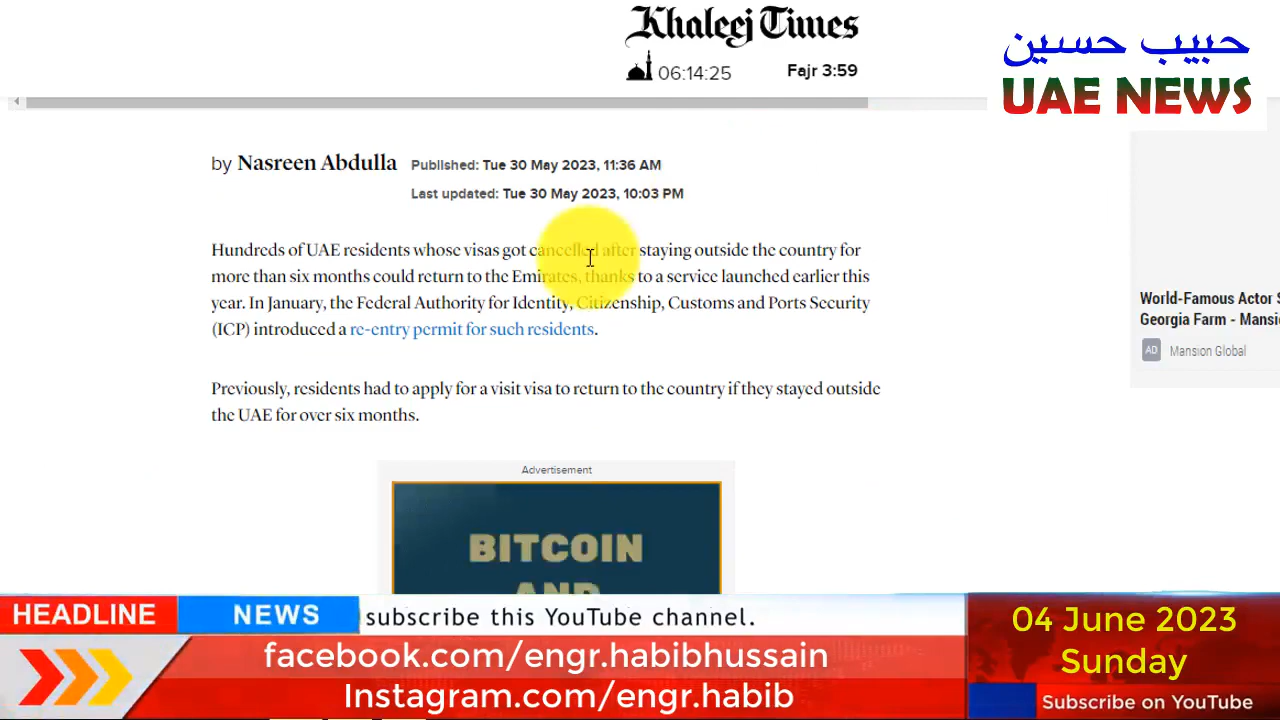 Khaleej Times
06:14:25
Fajr 3:59
حبيب حسين
UAE NEWS
by Nasreen Abdulla
Published: Tue 30 May 2023, 11:36 AM
Last updated: Tue 30 May 2023, 10:03 PM
Hundreds of UAE residents whose visas got cancelled after staying outside the country for
more than six months could return to the Emirates, thanks to a service launched earlier this
year. In January, the Federal Authority for Identity, Citizenship, Customs and Ports Security
(ICP) introduced a re-entry permit for such residents.
Previously, residents had to apply for a visit visa to return to the country if they stayed outside
the UAE for over six months.
World-Famous Actor S
Georgia Farm - Mansi
AD
Mansion Global
Advertisement
BITCOIN
AND
HEADLINE
NEWS
subscribe this YouTube channel.
facebook.com/engr.habibhussain
Instagram.com/engr.habib
04 June 2023
Sunday
Subscribe on YouTube